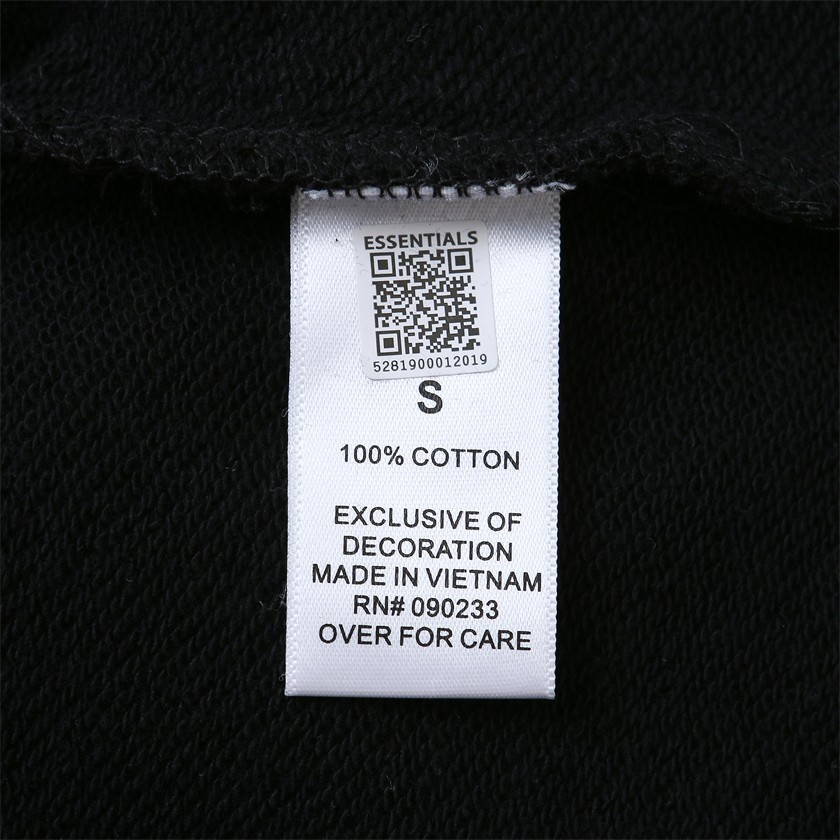 ESSENTIALS
5281900012019
S
100% COTTON
EXCLUSIVE OF
DECORATION
MADE IN VIETNAM
RN# 090233
OVER FOR CARE